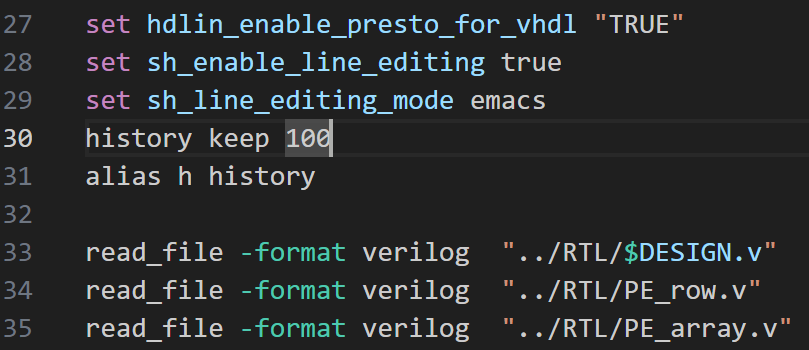 27 set hdlin_enable_presto_for_vhdl "TRUE"
28 set sh_enable_line_editing true
29 set sh_line_editing_mode emacs
30 history keep 100
31 alias h history
32
33 read_file -format verilog  "../RTL/$DESIGN.v"
34 read_file -format verilog  "../RTL/PE_row.v"
35 read_file -format verilog  "../RTL/PE_array.v"